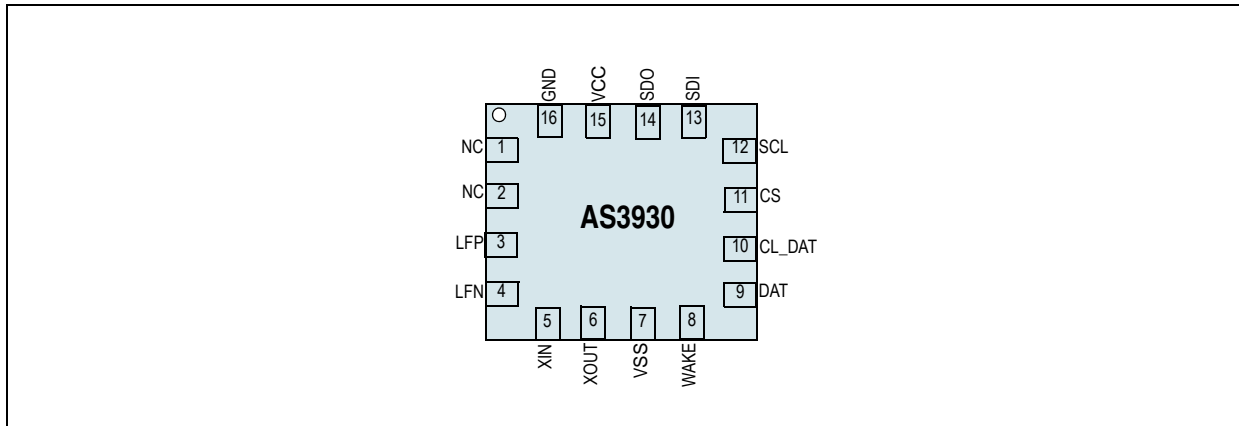 GND VCC SDO SDI
16 15 14 13
NC 1
12 SCL
NC 2
11 CS
AS3930
LFP 3
10 CL_DAT
LFN 4
9 DAT
5 6 7 8
XIN XOUT VSS WAKE